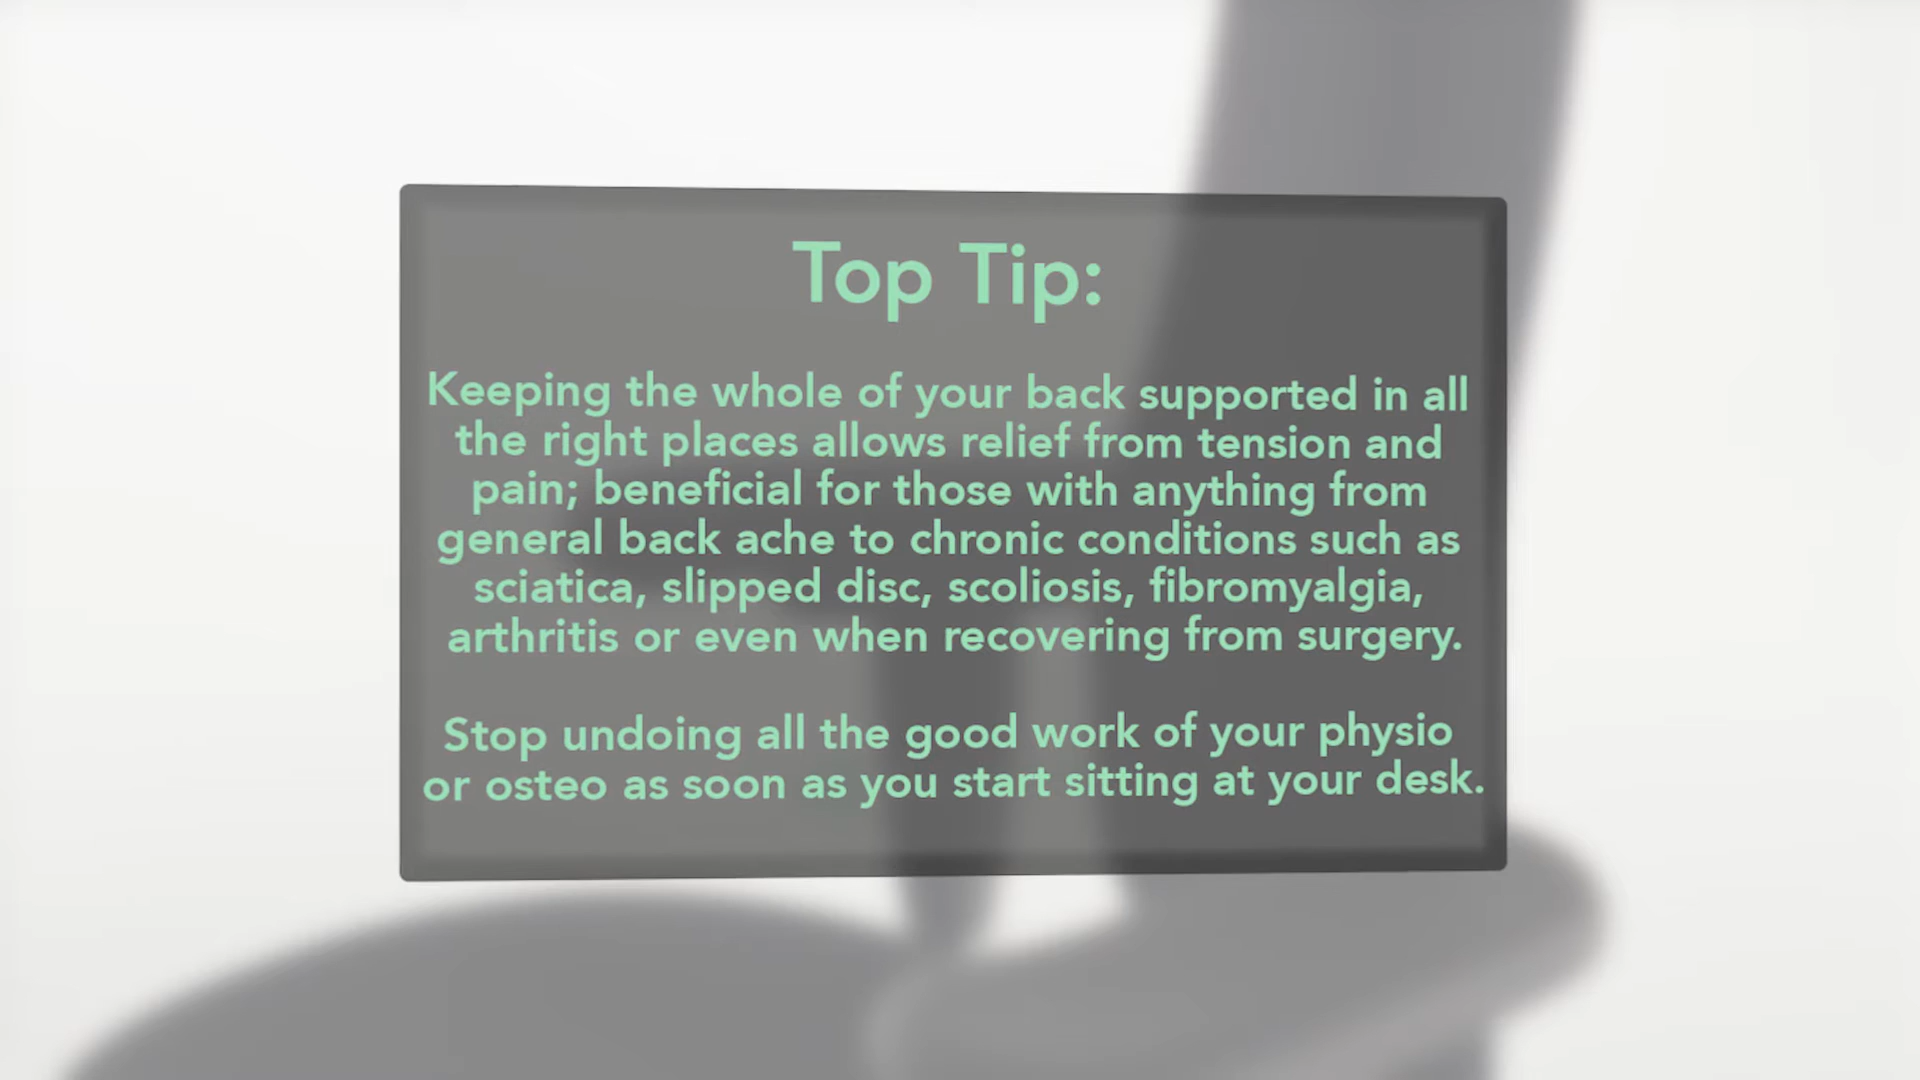 Top Tip:
Keeping the whole of your back supported in all
the right places allows relief from tension and
pain; beneficial for those with anything from
general back ache to chronic conditions such as
sciatica, slipped disc, scoliosis, fibromyalgia,
arthritis or even when recovering from surgery.
Stop undoing all the good work of your physio
or osteo as soon as you start sitting at your desk.